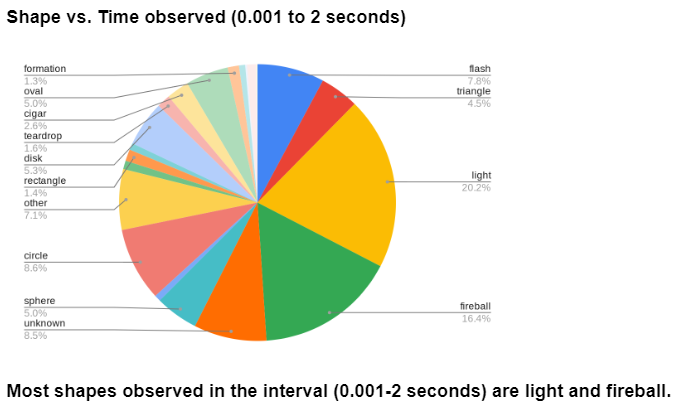 Shape vs. Time observed (0.001 to 2 seconds)
formation
1.3%
oval
5.0%
cigar
2.6%
teardrop
1.6%
disk
5.3%
rectangle
1.4%
other
7.1%
circle
8.6%
sphere
5.0%
unknown
8.5%
flash
7.8%
triangle
4.5%
light
20.2%
fireball
16.4%
Most shapes observed in the interval (0.001-2 seconds) are light and fireball.